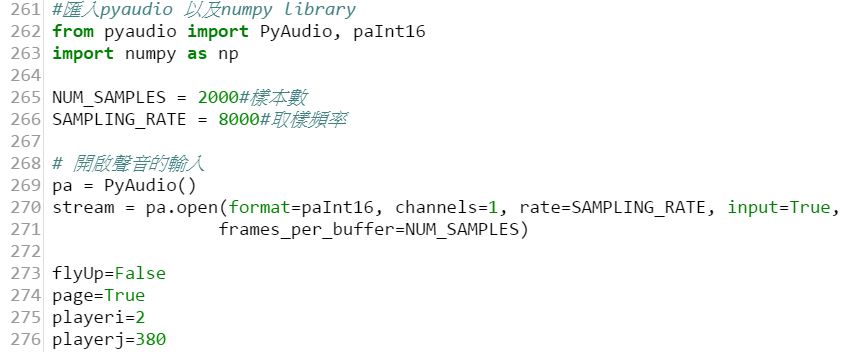 261 #匯入pyaudio 以及numpy library
262 from pyaudio import PyAudio, paInt16
263 import numpy as np
264
265 NUM_SAMPLES = 2000#樣本數
266 SAMPLING_RATE = 8000#取樣頻率
267
268 # 開啟聲音的輸入
269 pa = PyAudio()
270 stream = pa.open(format=paInt16, channels=1, rate=SAMPLING_RATE, input=True,
271                 frames_per_buffer=NUM_SAMPLES)
272
273 flyUp=False
274 page=True
275 playeri=2
276 playerj=380